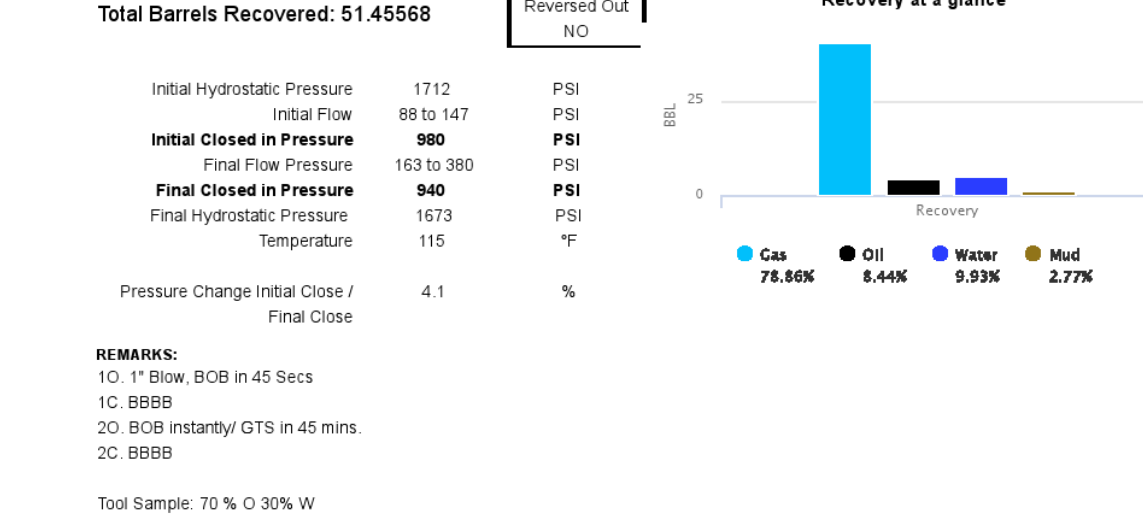 Total Barrels Recovered: 51.45568
Reversed Out
NO
Initial Hydrostatic Pressure 1712 PSI
Initial Flow 88 to 147 PSI
Initial Closed in Pressure 980 PSI
Final Flow Pressure 163 to 380 PSI
Final Closed in Pressure 940 PSI
Final Hydrostatic Pressure 1673 PSI
Temperature 115 °F
Pressure Change Initial Close / 4.1 %
Final Close
Recovery at a glance
BBL
25
0
Recovery
Gas Oil Water Mud
78.86% 8.44% 9.93% 2.77%
REMARKS:
1O. 1" Blow, BOB in 45 Secs
1C. BBBB
2O. BOB instantly/ GTS in 45 mins.
2C. BBBB
Tool Sample: 70 % O 30% W